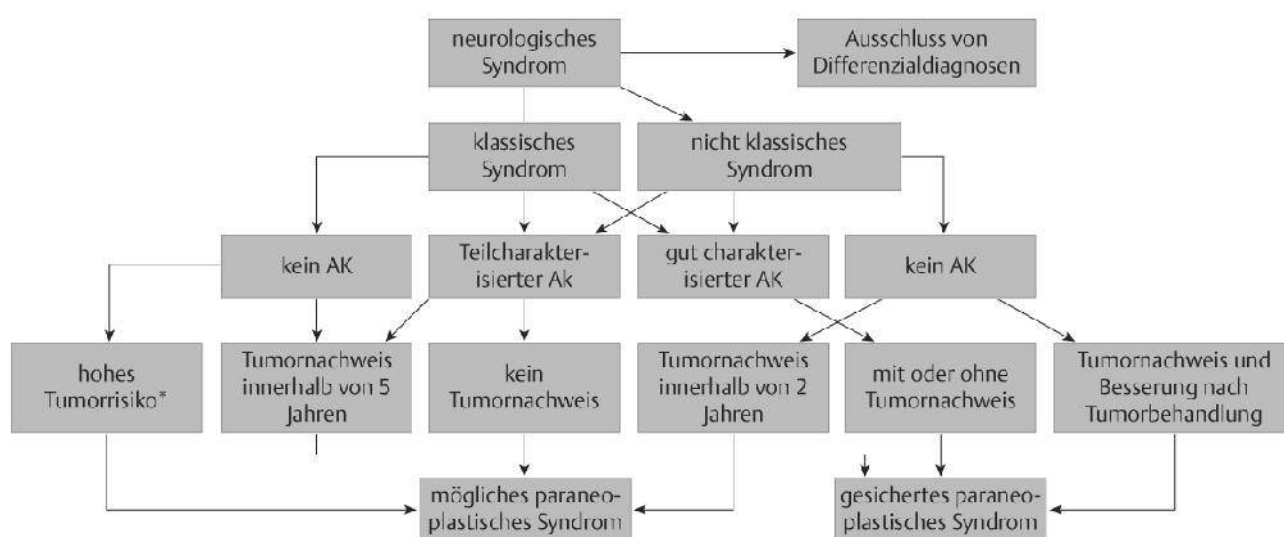 neurologisches
Syndrom
Ausschluss von
Differenzialdiagnosen
klassisches
Syndrom
nicht klassisches
Syndrom
kein AK
Teilcharakter-
isierter Ak
gut charakter-
isierter AK
kein AK
hohes
Tumorrisiko*
Tumornachweis
innerhalb von 5
Jahren
kein
Tumornachweis
Tumornachweis
innerhalb von 2
Jahren
mit oder ohne
Tumornachweis
Tumornachweis und
Besserung nach
Tumorbehandlung
mögliches paraneo-
plastisches Syndrom
gesichertes paraneo-
plastisches Syndrom